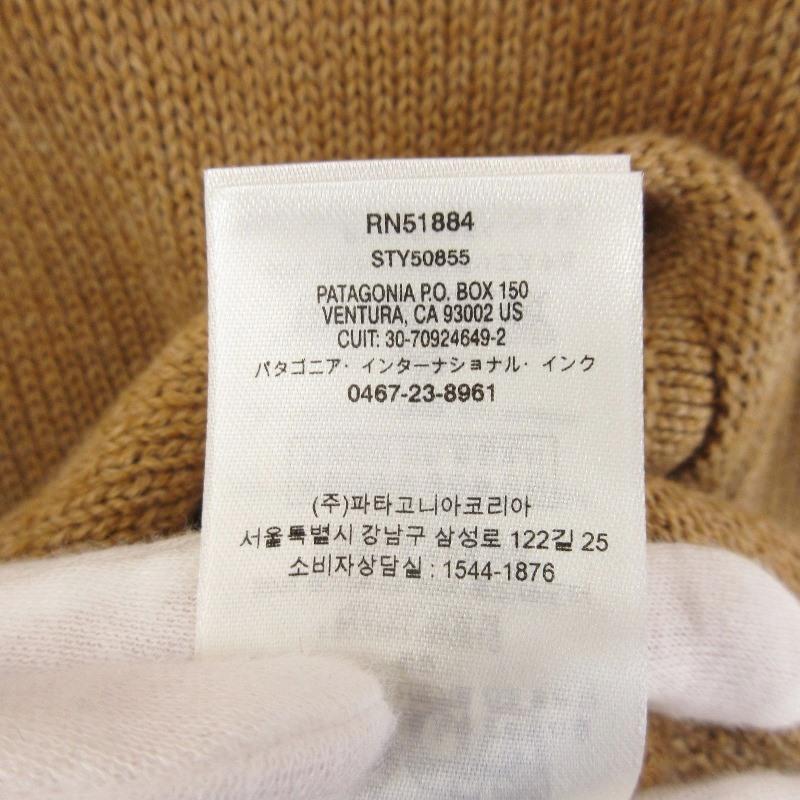 RN51884
STY50855
PATAGONIA P.O. BOX 150
VENTURA, CA 93002 US
CUIT: 30-70924649-2
パタゴニア・インターナショナル・インク
0467-23-8961
(주)파타고니아코리아
서울특별시 강남구 삼성로 122길 25
소비자상담실 : 1544-1876